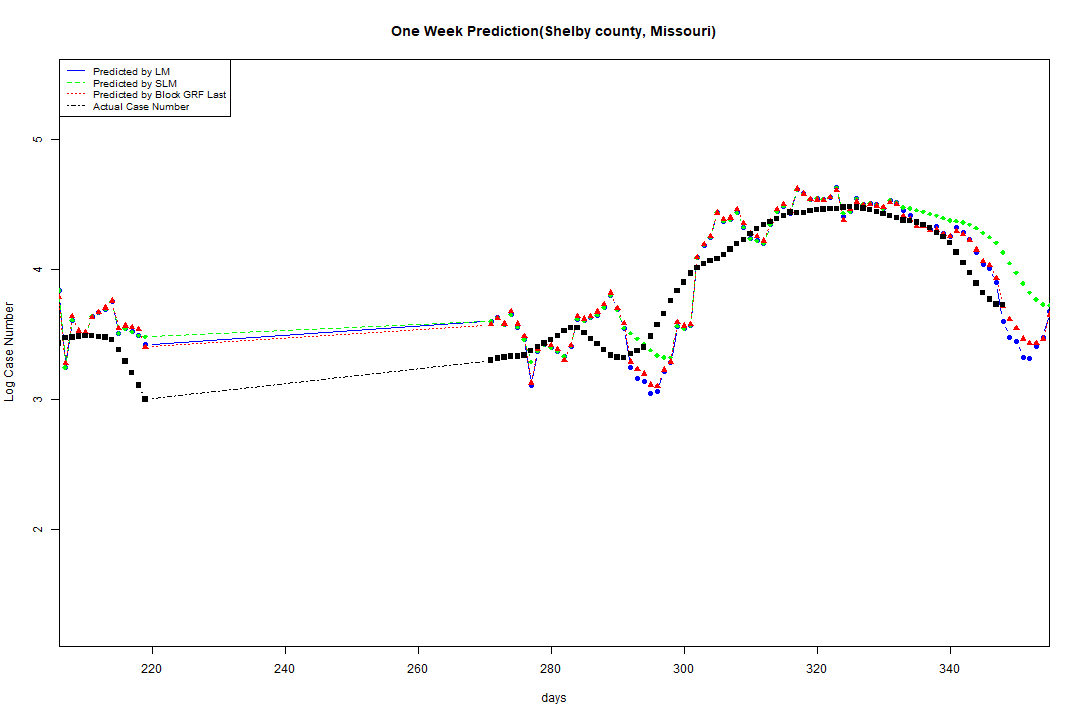 One Week Prediction(Shelby county, Missouri)
Predicted by LM
Predicted by SLM
Predicted by Block GRF Last
Actual Case Number
5
4
3
2
Log Case Number
220 240 260 280 300 320 340
days